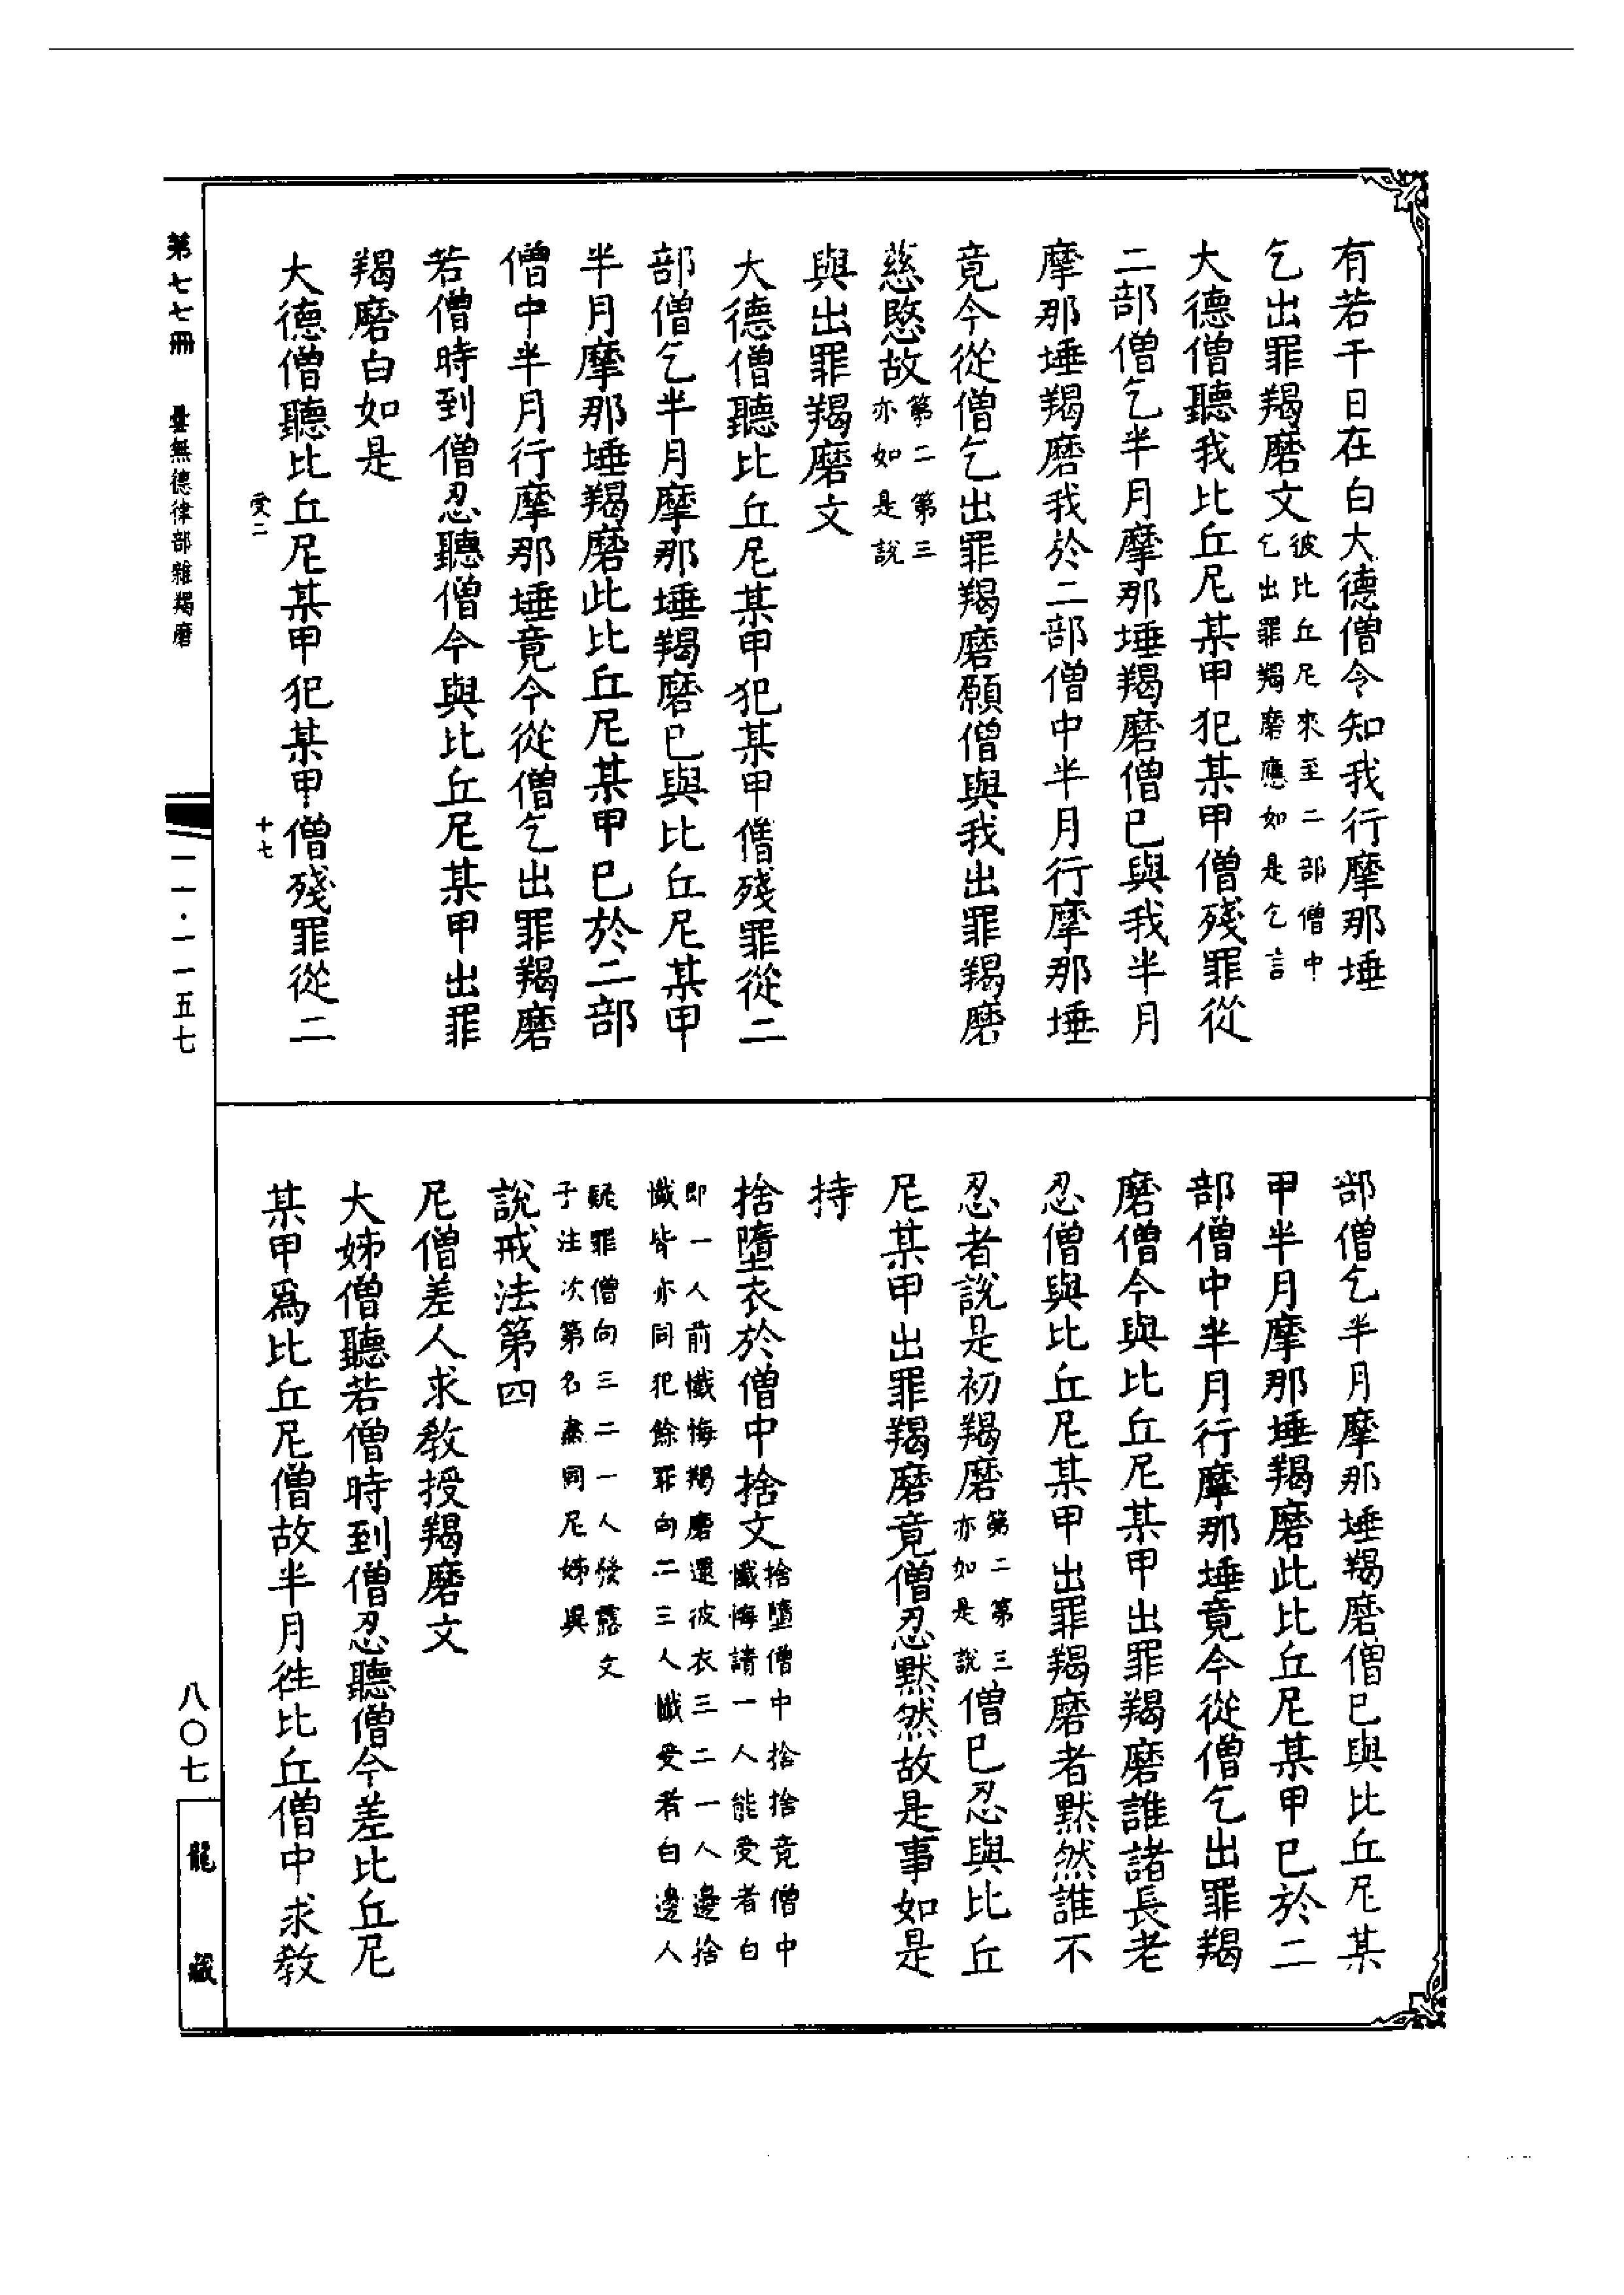 有若干日在白大德僧令知我行摩那埵
乞出罪羯磨文彼比丘尼來至二部僧中乞出罪羯磨應如是乞言
大德僧聽我比丘尼某甲犯某甲僧殘罪從
二部僧乞半月摩那埵羯磨僧已與我半月
摩那埵羯磨我於二部僧中半月行摩那埵
竟今從僧乞出罪羯磨願僧與我出罪羯磨
慈愍故第二第三亦如是說
與出罪羯磨文
大德僧聽比丘尼某甲犯某甲僧殘罪從二
部僧乞半月摩那埵羯磨已與比丘尼某甲
半月摩那埵羯磨此比丘尼某甲已於二部
僧中半月行摩那埵竟今從僧乞出罪羯磨
若僧時到僧忍聽僧今與比丘尼某甲出罪
羯磨白如是
大德僧聽比丘尼某甲犯某甲僧殘罪從二
受二 十七
部僧乞半月摩那埵羯磨僧已與比丘尼某
甲半月摩那埵羯磨此比丘尼某甲已於二
部僧中半月行摩那埵竟今從僧乞出罪羯
磨僧今與比丘尼某甲出罪羯磨誰諸長老
忍僧與比丘尼某甲出罪羯磨者默然誰不
忍者說是初羯磨第二第三亦如是說僧已忍與比丘
尼某甲出罪羯磨竟僧忍默然故是事如是
持
捨墮衣於僧中捨文捨墮僧中捨捨竟僧中懺悔請一人能受者白
即一人前懺悔羯磨還彼衣三二一人邊捨
懺皆亦同犯餘罪向二三人懺受者白邊人
疑罪僧向三二一人發露文
子注次第名盡同尼姊異
說戒法第四
尼僧差人求教授羯磨文
大姊僧聽若僧時到僧忍聽僧今差比丘尼
某甲爲比丘尼僧故半月往比丘僧中求教
第七七冊 曇無德律部雜羯磨
一一·一一五七
八〇七
龍藏